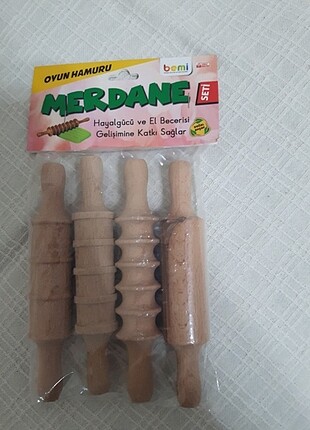 OYUN HAMURU
bemi
MERDANE
SETİ
Hayalgücü ve El Becerisi
Gelişimine Katkı Sağlar